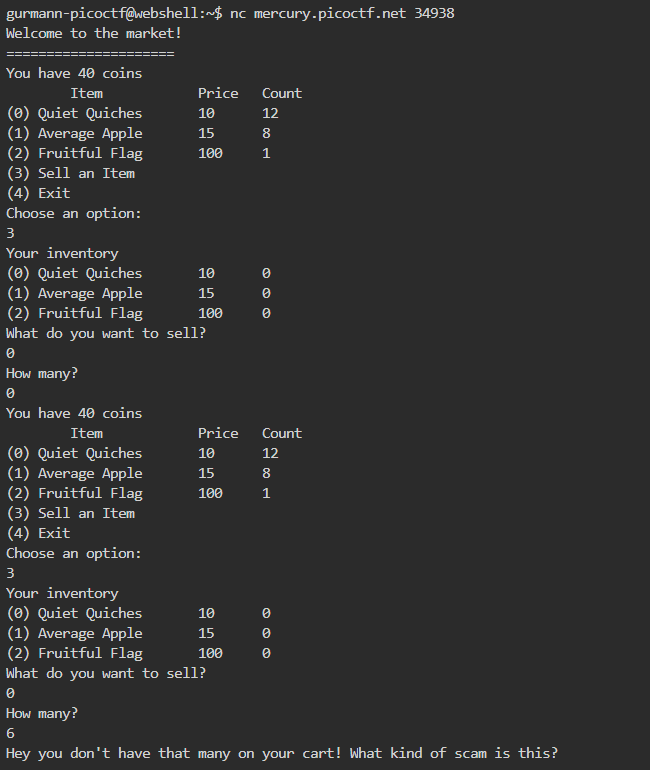 gurmann-picoctf@webshell:~$ nc mercury.picoctf.net 34938
Welcome to the market!
=====================
You have 40 coins
        Item            Price   Count
(0) Quiet Quiches       10      12
(1) Average Apple       15      8
(2) Fruitful Flag       100     1
(3) Sell an Item
(4) Exit
Choose an option:
3
Your inventory
(0) Quiet Quiches       10      0
(1) Average Apple       15      0
(2) Fruitful Flag       100     0
What do you want to sell?
0
How many?
0
You have 40 coins
        Item            Price   Count
(0) Quiet Quiches       10      12
(1) Average Apple       15      8
(2) Fruitful Flag       100     1
(3) Sell an Item
(4) Exit
Choose an option:
3
Your inventory
(0) Quiet Quiches       10      0
(1) Average Apple       15      0
(2) Fruitful Flag       100     0
What do you want to sell?
0
How many?
6
Hey you don't have that many on your cart! What kind of scam is this?